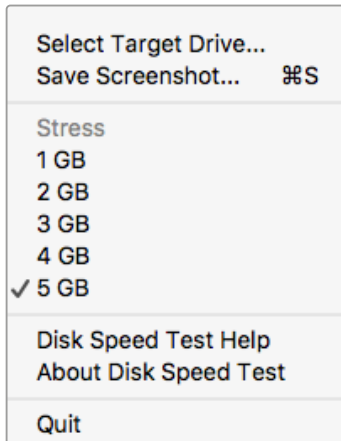 Select Target Drive...
Save Screenshot... ⌘S
Stress
1 GB
2 GB
3 GB
4 GB
✓ 5 GB
Disk Speed Test Help
About Disk Speed Test
Quit